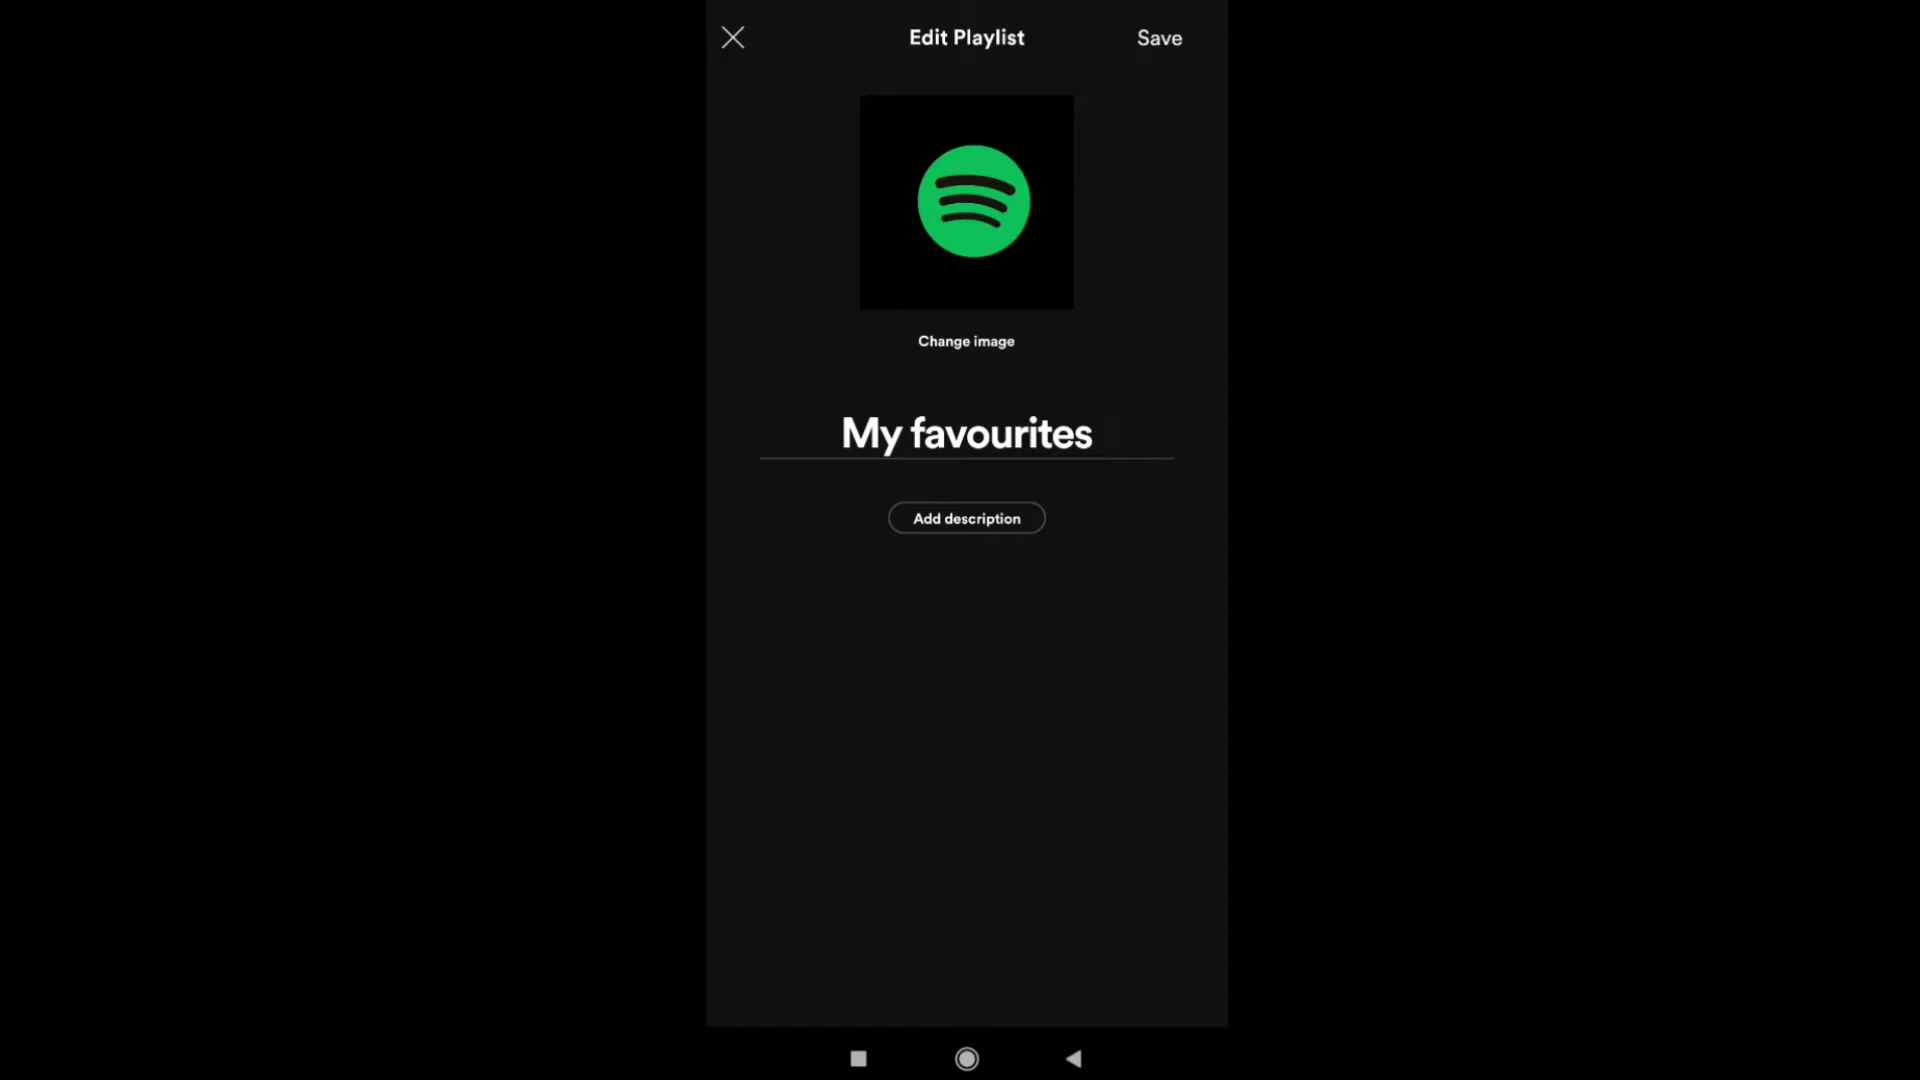 Edit Playlist
Save
Change image
My favourites
Add description